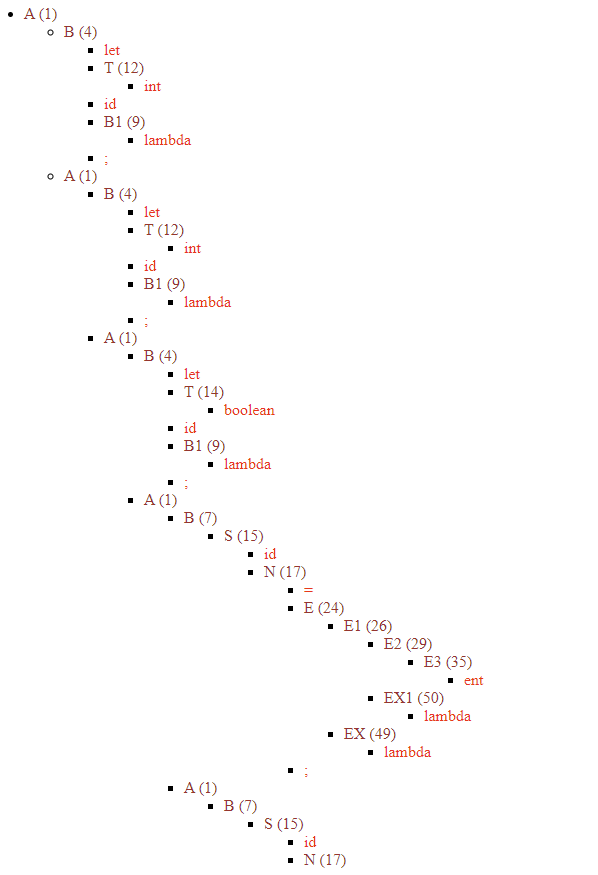 A (1)
B (4)
let
T (12)
int
id
B1 (9)
lambda
;
A (1)
B (4)
let
T (12)
int
id
B1 (9)
lambda
;
A (1)
B (4)
let
T (14)
boolean
id
B1 (9)
lambda
;
A (1)
B (7)
S (15)
id
N (17)
=
E (24)
E1 (26)
E2 (29)
E3 (35)
ent
EX1 (50)
lambda
EX (49)
lambda
;
A (1)
B (7)
S (15)
id
N (17)